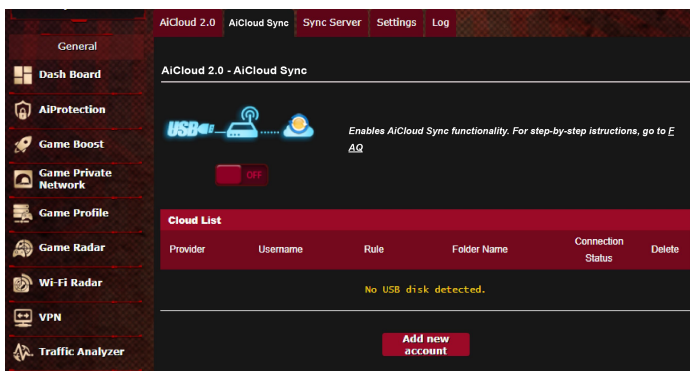 AiCloud 2.0
AiCloud Sync
Sync Server
Settings
Log
General
Dash Board
AiProtection
Game Boost
Game Private
Network
Game Profile
Game Radar
Wi-Fi Radar
VPN
Traffic Analyzer
AiCloud 2.0 - AiCloud Sync
USB
Enables AiCloud Sync functionality. For step-by-step istructions, go to F
AQ
OFF
Cloud List
Provider
Username
Rule
Folder Name
Connection
Status
Delete
No USB disk detected.
Add new
account